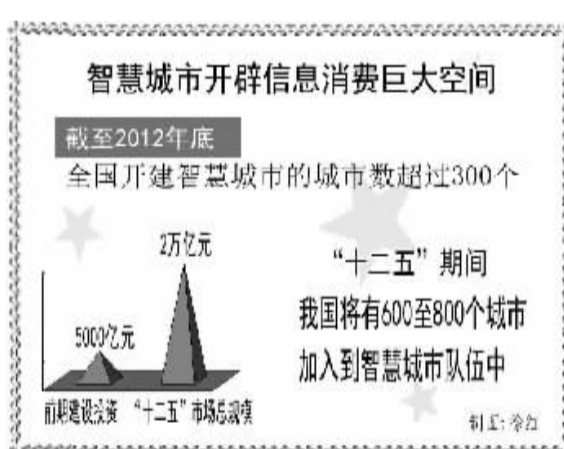 智慧城市开辟信息消费巨大空间
截至2012年底
全国开建智慧城市的城市数超过300个
2万亿元
5000亿元
前期建设投资 “十二五”市场总规模
“十二五”期间
我国将有600至800个城市
加入到智慧城市队伍中
制图: